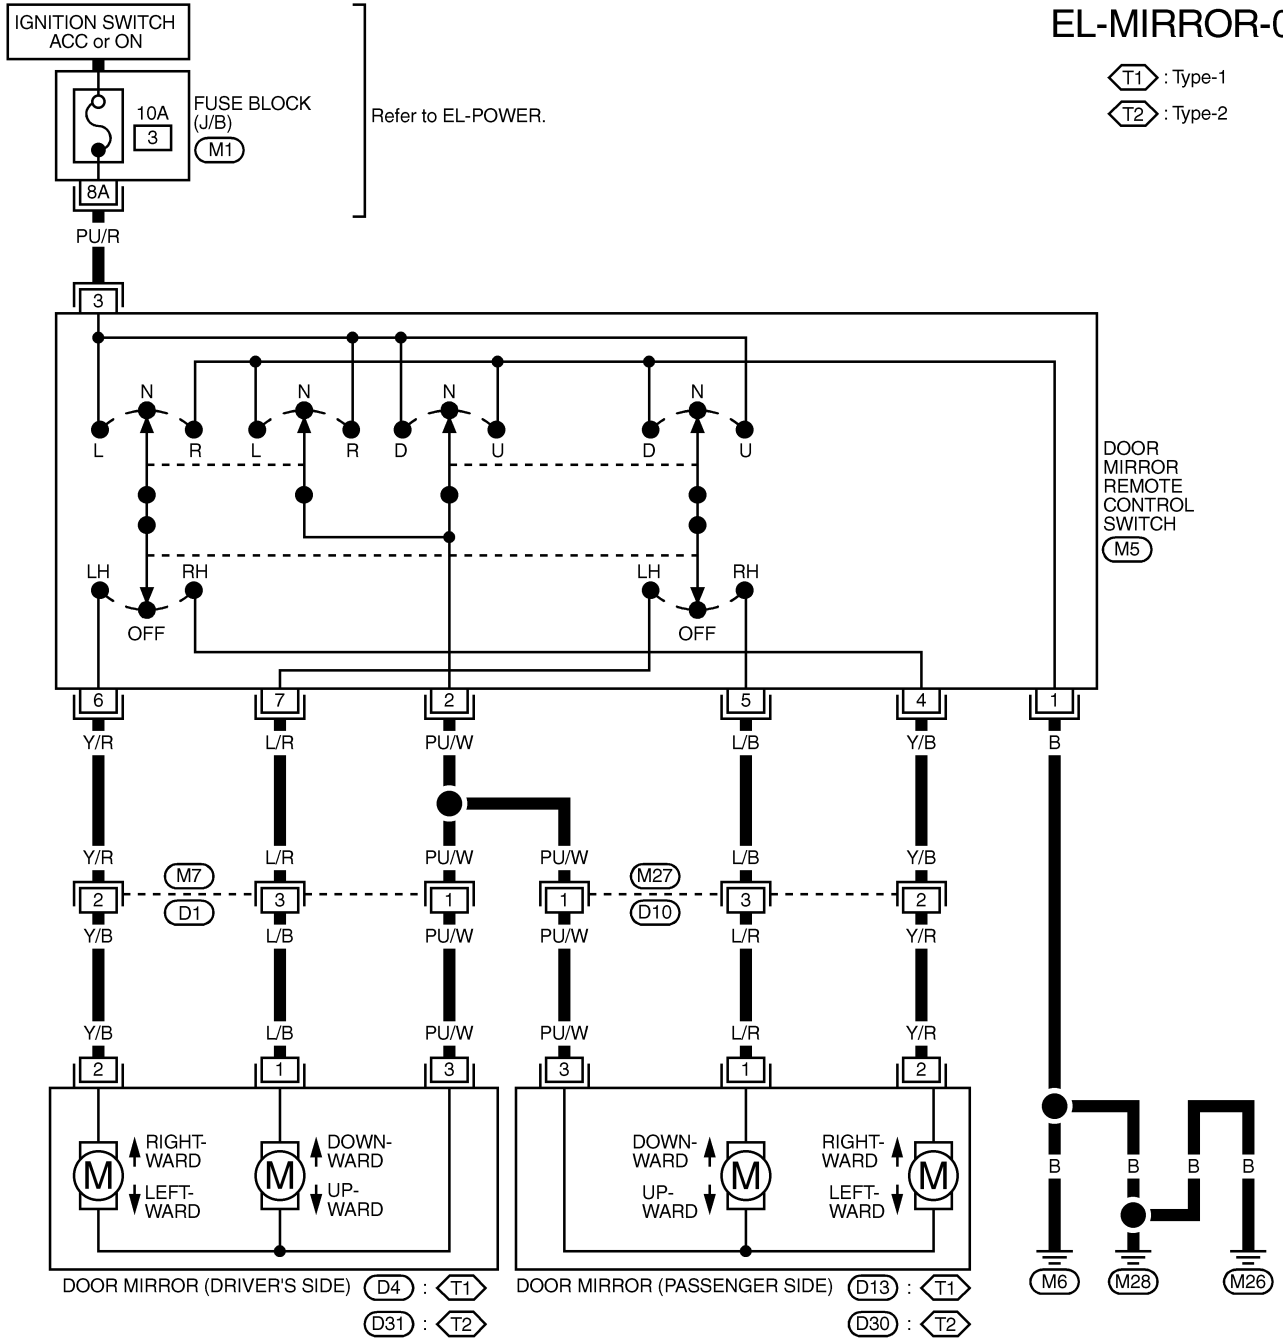 IGNITION SWITCH
ACC or ON
EL-MIRROR-
T1 : Type-1
T2 : Type-2
10A
3
FUSE BLOCK
(J/B)
M1
Refer to EL-POWER.
8A
PU/R
3
N N N N
L R L R D U D U
DOOR
MIRROR
REMOTE
CONTROL
SWITCH
M5
LH RH LH RH
OFF OFF
6 7 2 5 4 1
Y/R L/R PU/W L/B Y/B B
Y/R L/R PU/W PU/W L/B Y/B
M7 M27
2 3 1 1 3 2
D1 D10
Y/B L/B PU/W PU/W L/R Y/R
Y/B L/B PU/W PU/W L/R Y/R
2 1 3 3 1 2
RIGHT-
WARD
LEFT-
WARD
M
DOWN-
WARD
UP-
WARD
M
DOWN-
WARD
UP-
WARD
M
RIGHT-
WARD
LEFT-
WARD
M
B B B B
M6 M28 M26
DOOR MIRROR (DRIVER'S SIDE) D4 : T1
D31 : T2
DOOR MIRROR (PASSENGER SIDE) D13 : T1
D30 : T2